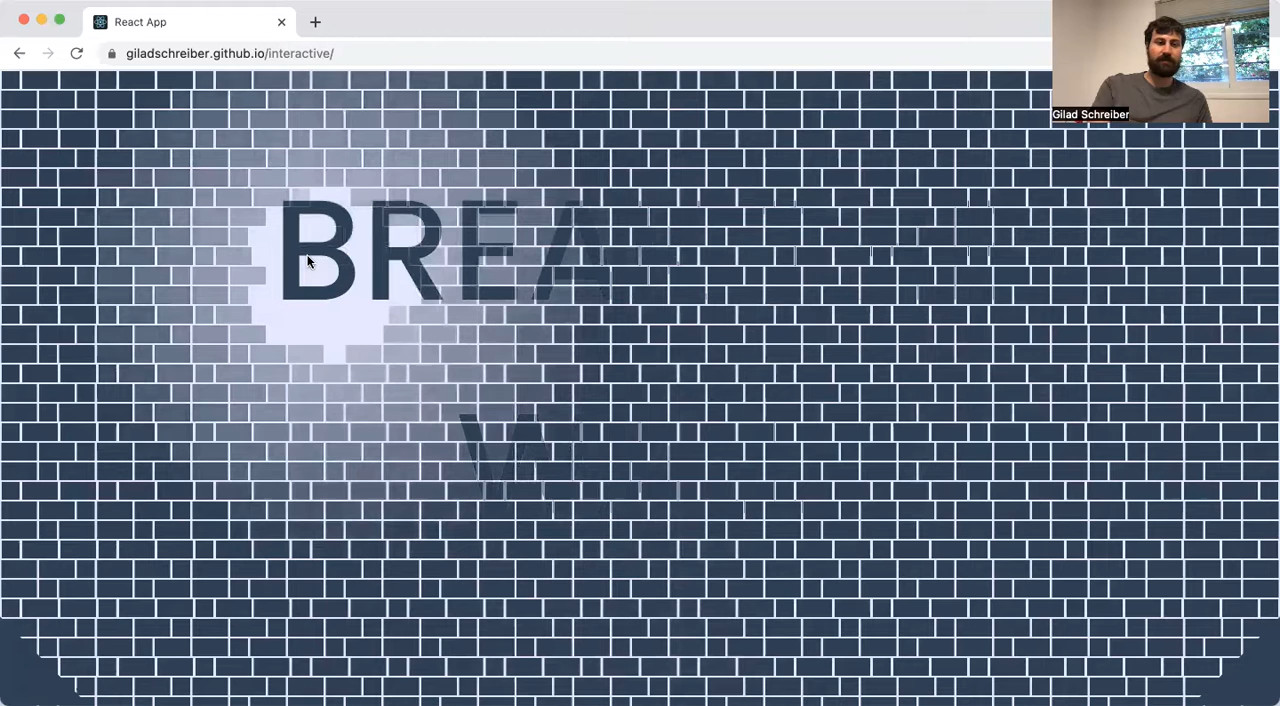 React App
giladschreiber.github.io/interactive/
Gilad Schreiber
BREA
W